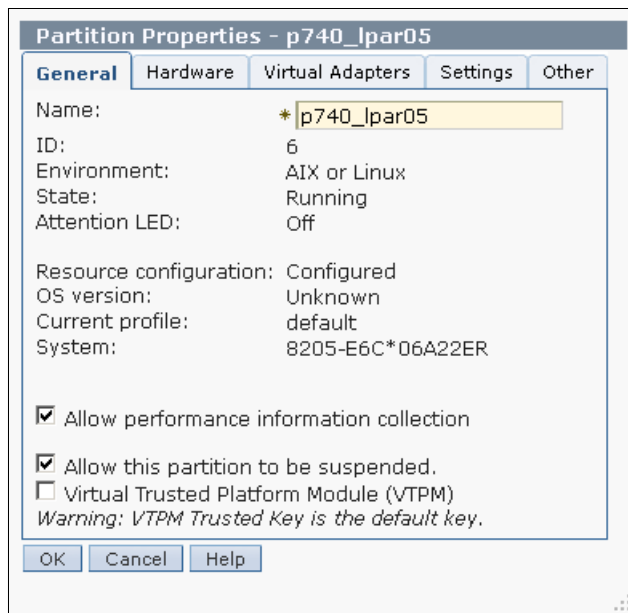 Partition Properties - p740_lpar05
General Hardware Virtual Adapters Settings Other
Name: * p740_lpar05
ID: 6
Environment: AIX or Linux
State: Running
Attention LED: Off
Resource configuration: Configured
OS version: Unknown
Current profile: default
System: 8205-E6C*06A22ER
Allow performance information collection
Allow this partition to be suspended.
Virtual Trusted Platform Module (VTPM)
Warning: VTPM Trusted Key is the default key.
OK Cancel Help